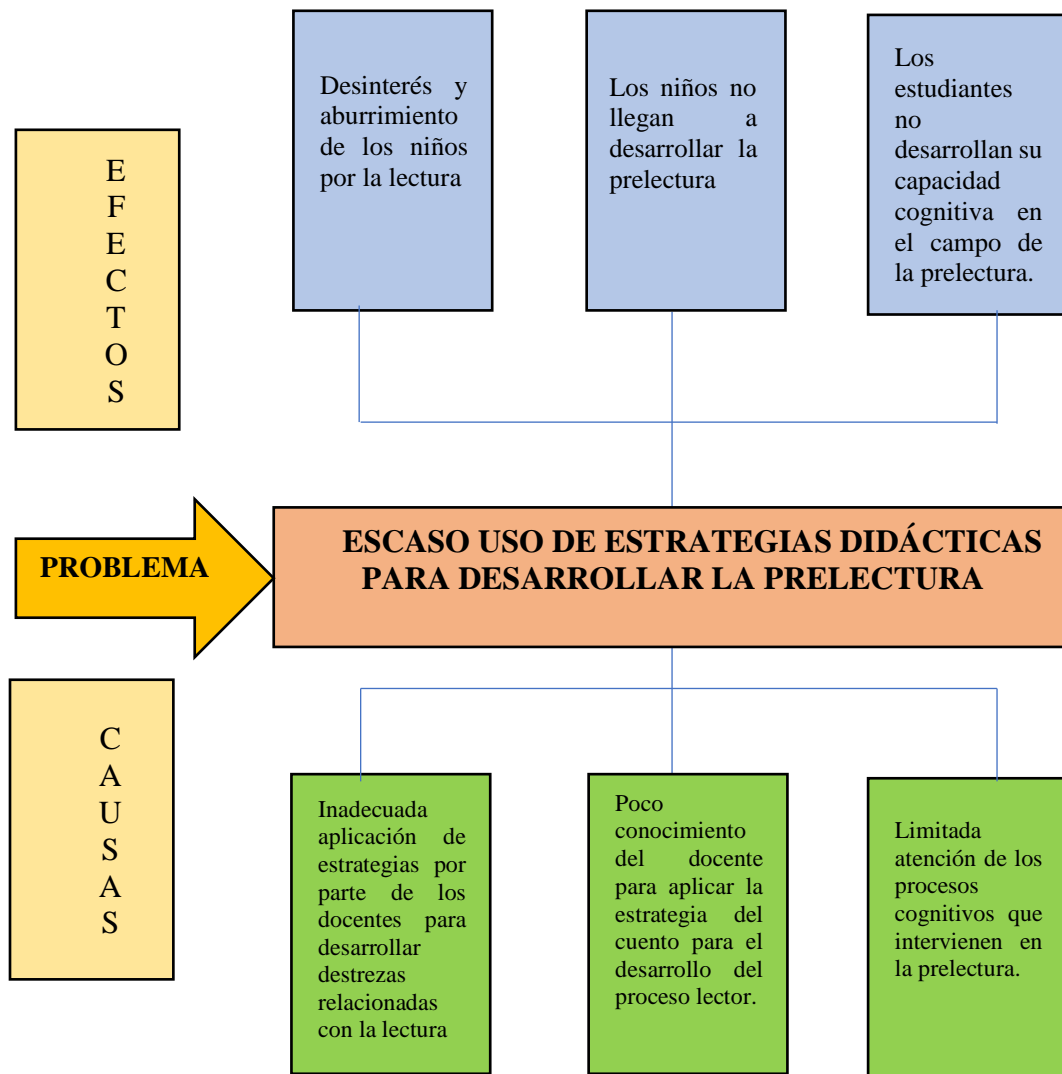 EFECTOS
Desinterés y
aburrimiento
de los niños
por la lectura
Los niños no
llegan a
desarrollar la
prelectura
Los
estudiantes
no
desarrollan su
capacidad
cognitiva en
el campo de
la prelectura.
PROBLEMA
ESCASO USO DE ESTRATEGIAS DIDÁCTICAS
PARA DESARROLLAR LA PRELECTURA
CAUSAS
Inadecuada
aplicación de
estrategias por
parte de los
docentes para
desarrollar
destrezas
relacionadas
con la lectura
Poco
conocimiento
del docente
para aplicar la
estrategia del
cuento para el
desarrollo del
proceso lector.
Limitada
atención de los
procesos
cognitivos que
intervienen en
la prelectura.